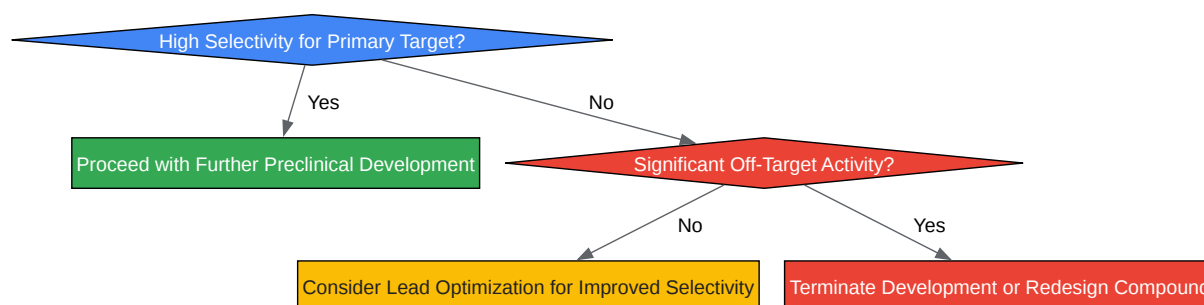 High Selectivity for Primary Target?
Yes
No
Proceed with Further Preclinical Development
Significant Off-Target Activity?
No
Yes
Consider Lead Optimization for Improved Selectivity
Terminate Development or Redesign Compound